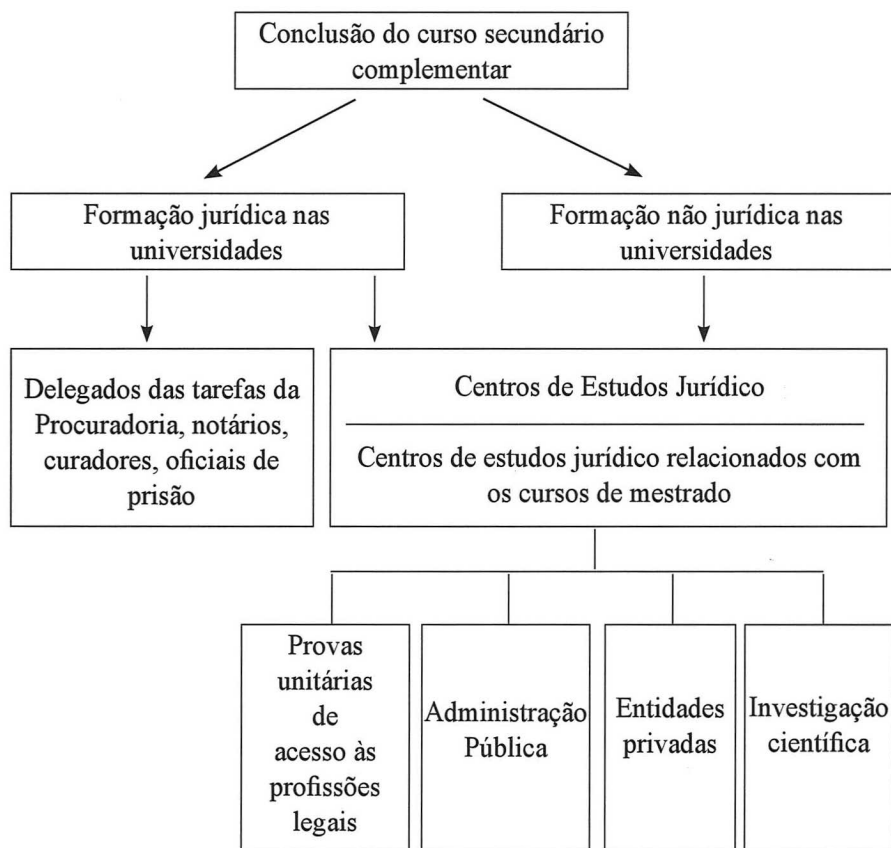 Conclusão do curso secundário
complementar
Formação jurídica nas
universidades
Formação não jurídica nas
universidades
Delegados das tarefas da
Procuradoria, notários,
curadores, oficiais de
prisão
Centros de Estudos Jurídico
Centros de estudos jurídico relacionados com
os cursos de mestrado
Provas
unitárias
de
acesso às
profissões
legais
Administração
Pública
Entidades
privadas
Investigação
científica